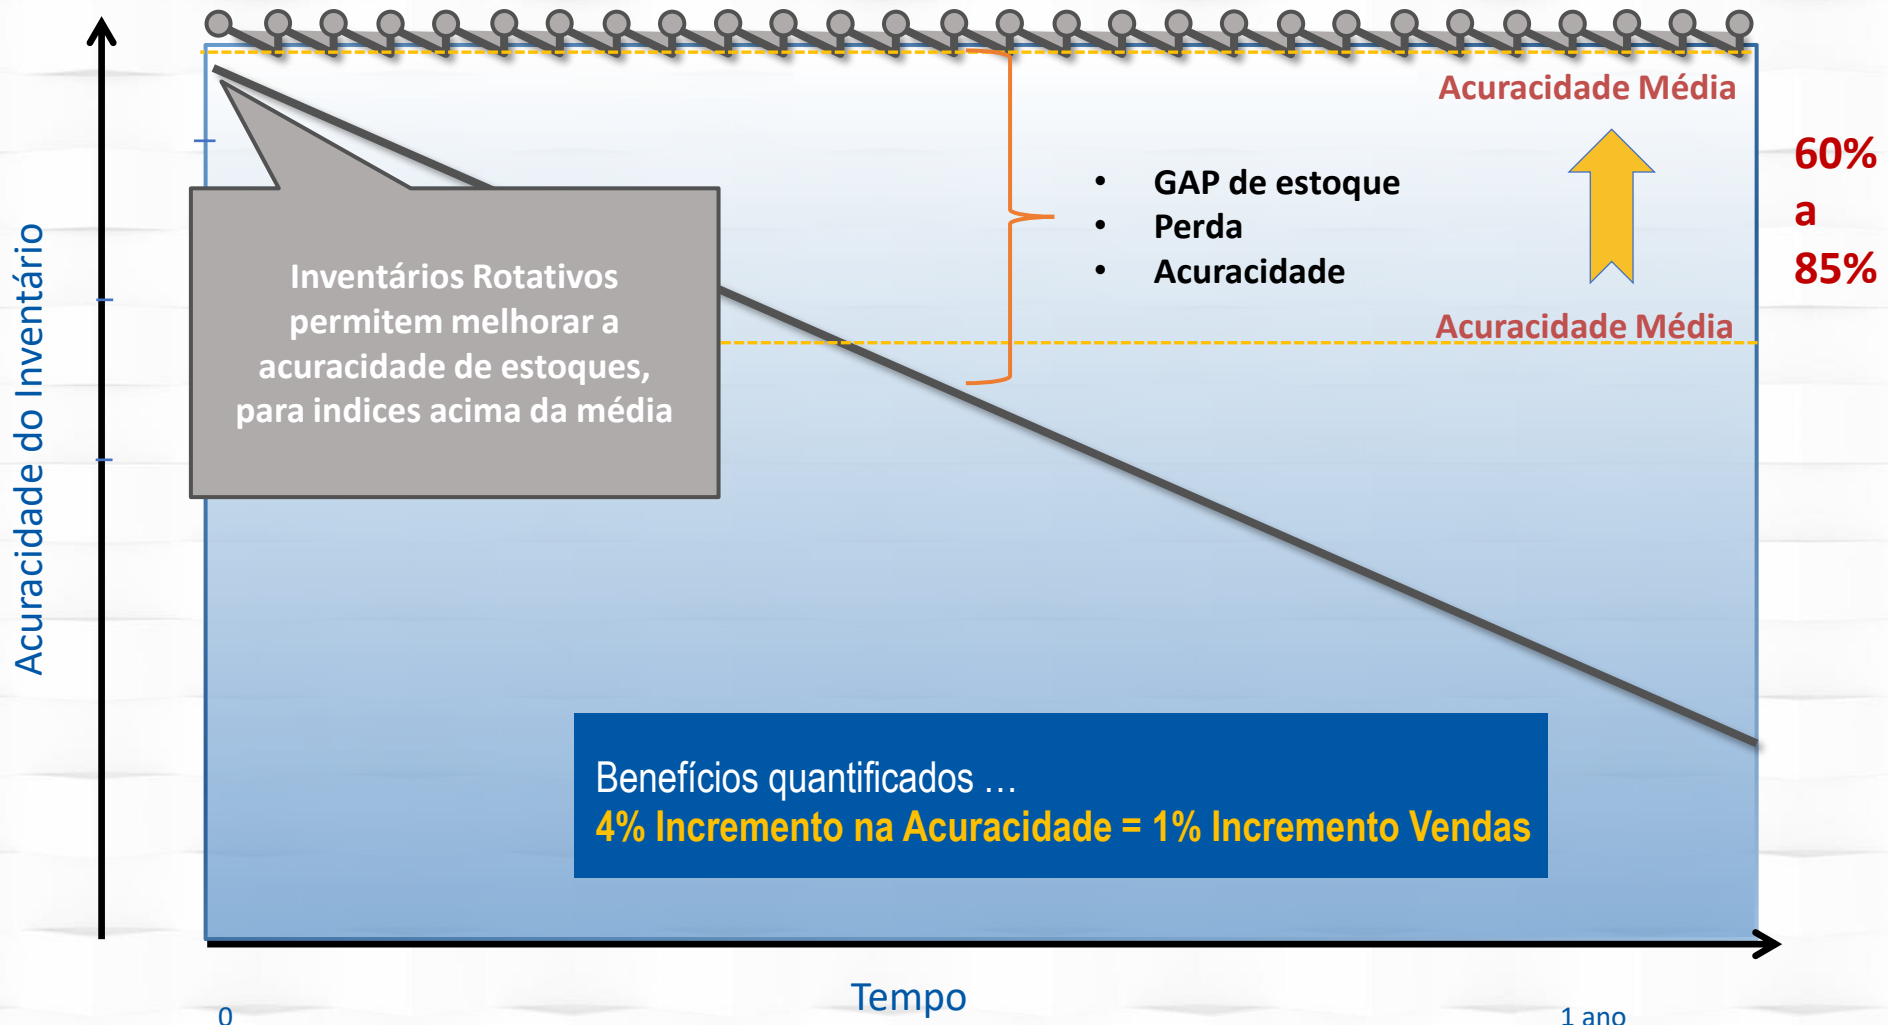 Acuracidade do Inventário
Acuracidade Média
60%
a
85%
• GAP de estoque
• Perda
• Acuracidade
Inventários Rotativos
permitem melhorar a
acuracidade de estoques,
para indices acima da média
Acuracidade Média
Benefícios quantificados …
4% Incremento na Acuracidade = 1% Incremento Vendas
Tempo
0
1 ano